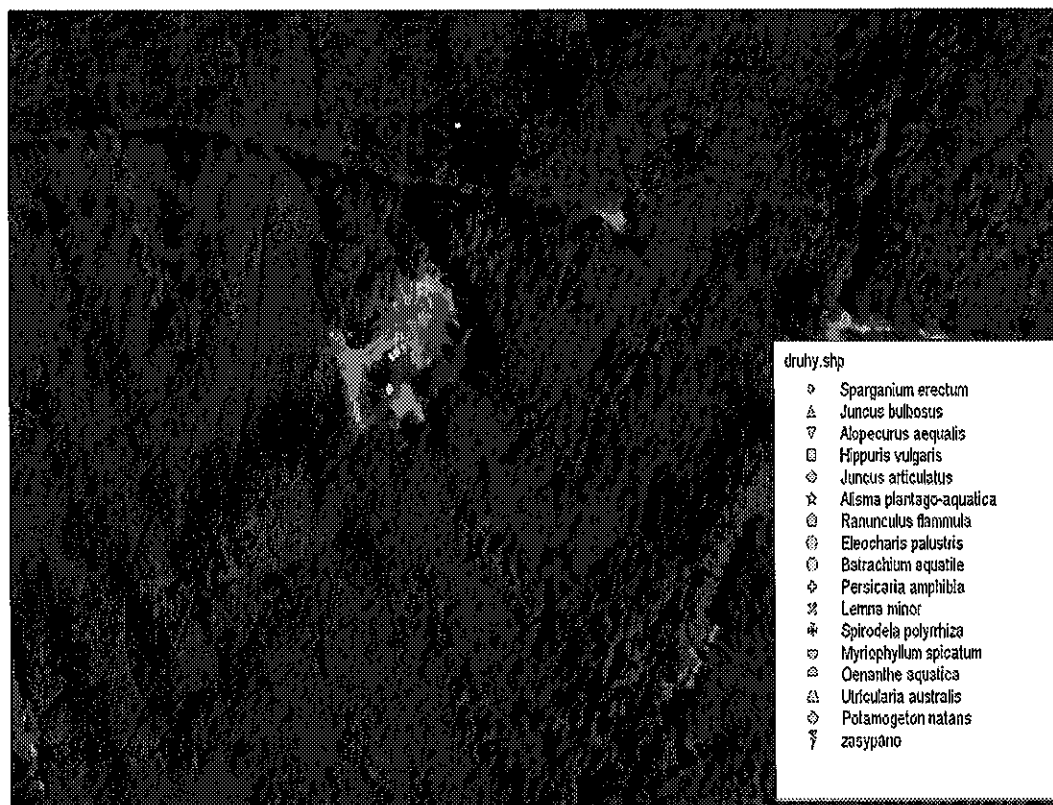 druhy.shp
Sparganium erectum
Juncus bulbosus
Alopecurus aequalis
Hippuris vulgaris
Juncus articulatus
Alisma plantago-aquatica
Ranunculus flammula
Eleocharis palustris
Batrachium aquatile
Persicaria amphibia
Lemna minor
Spirodela polyrrhiza
Myriophyllum spicatum
Oenanthe aquatica
Utricularia australis
Potamogeton natans
zasypano